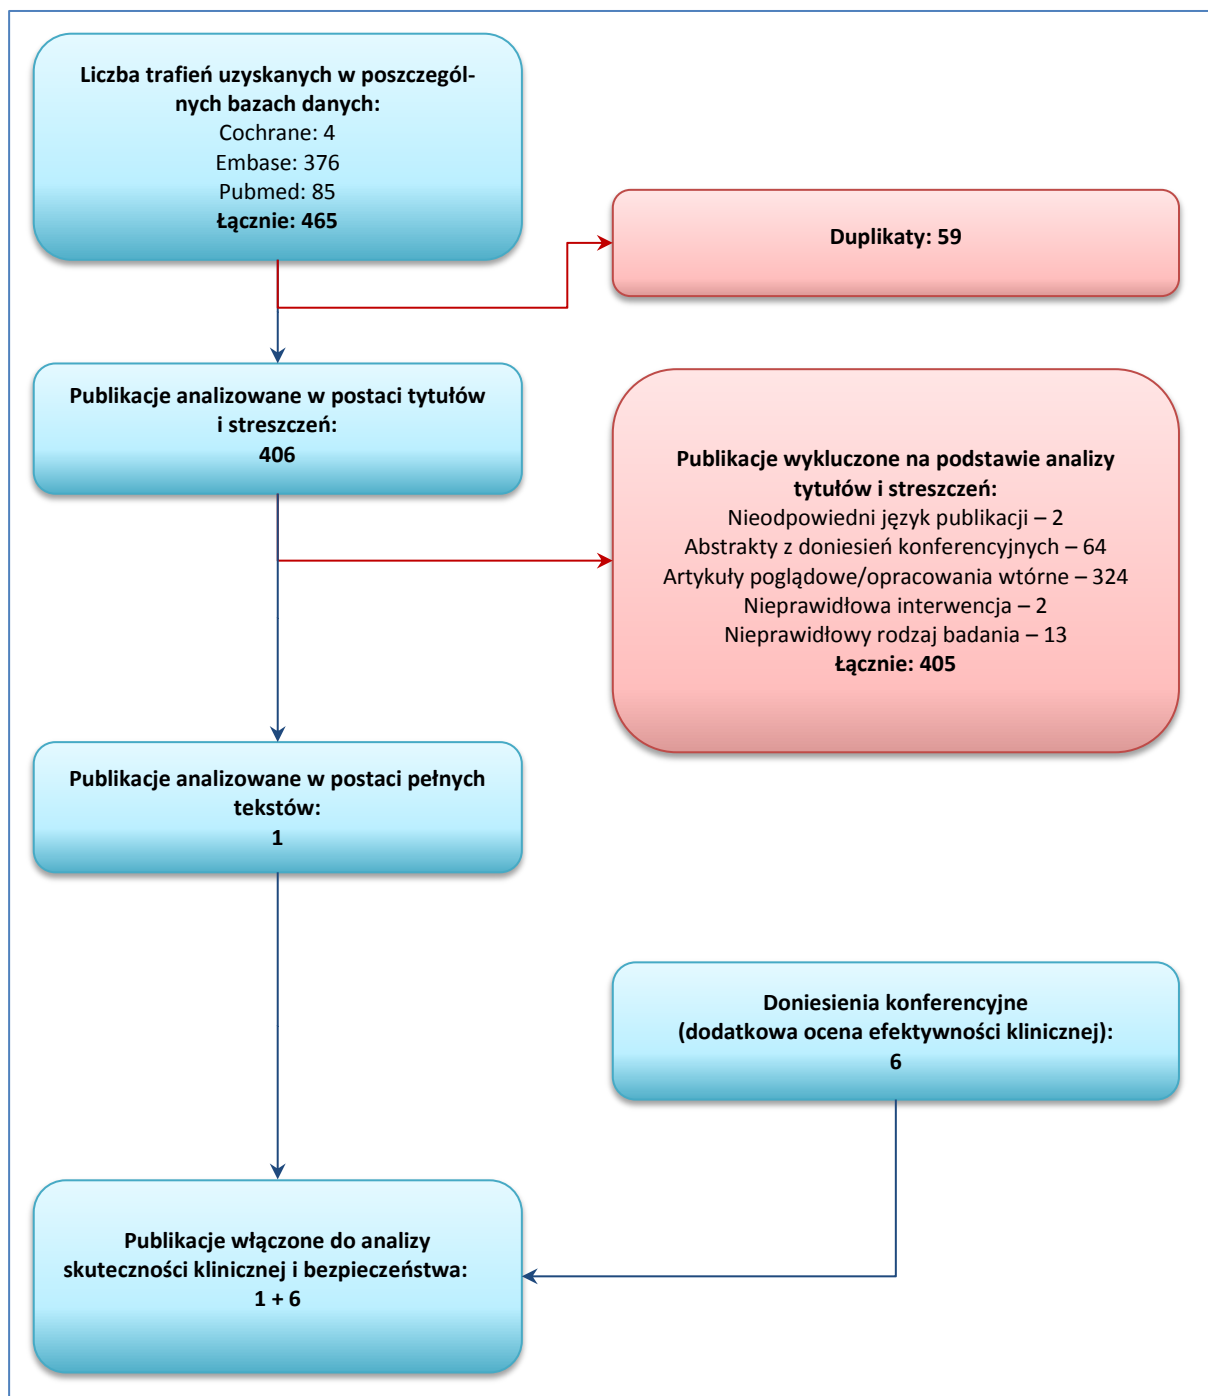 Liczba trafień uzyskanych w poszczegól-
nych bazach danych:
Cochrane: 4
Embase: 376
Pubmed: 85
Łącznie: 465
Duplikaty: 59
Publikacje analizowane w postaci tytułów
i streszczeń:
406
Publikacje wykluczone na podstawie analizy
tytułów i streszczeń:
Nieodpowiedni język publikacji – 2
Abstrakty z doniesień konferencyjnych – 64
Artykuły poglądowe/opracowania wtórne – 324
Nieprawidłowa interwencja – 2
Nieprawidłowy rodzaj badania – 13
Łącznie: 405
Publikacje analizowane w postaci pełnych
tekstów:
1
Doniesienia konferencyjne
(dodatkowa ocena efektywności klinicznej):
6
Publikacje włączone do analizy
skuteczności klinicznej i bezpieczeństwa:
1 + 6